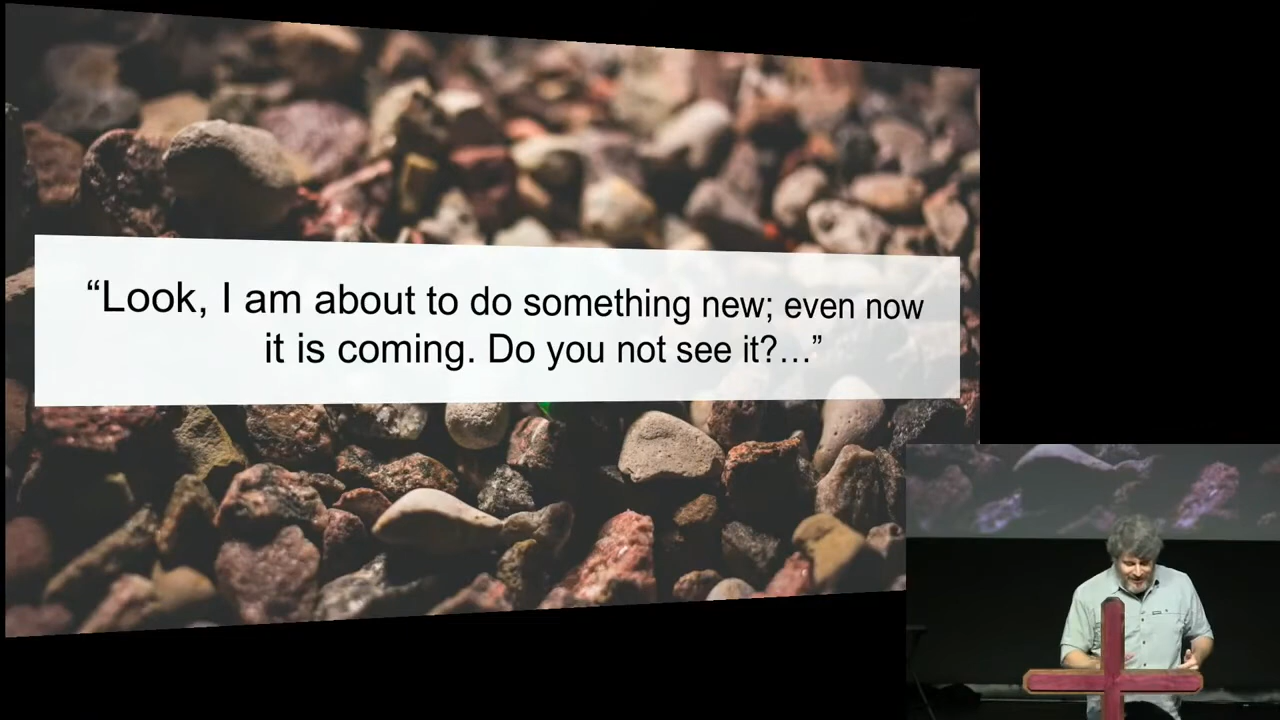 “Look, I am about to do something new; even now
it is coming. Do you not see it?…”